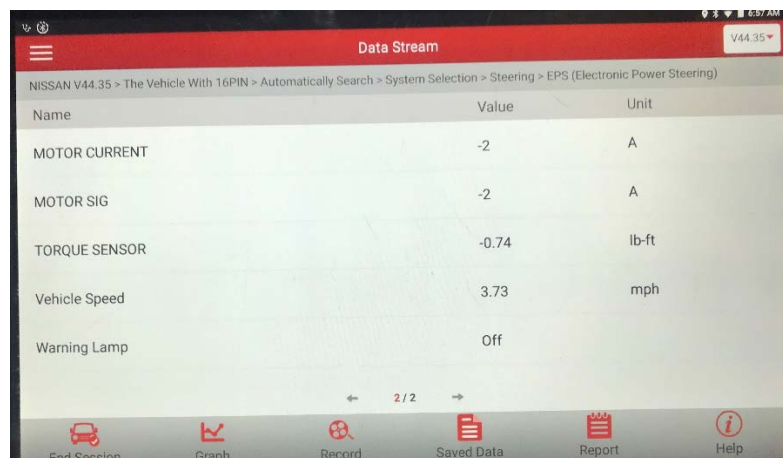 6:57 AM
Data Stream
V44.35
NISSAN V44.35 > The Vehicle With 16PIN > Automatically Search > System Selection > Steering > EPS (Electronic Power Steering)
Name Value Unit
MOTOR CURRENT -2 A
MOTOR SIG -2 A
TORQUE SENSOR -0.74 lb-ft
Vehicle Speed 3.73 mph
Warning Lamp Off
← 2 / 2 →
End Session Graph Record Saved Data Report Help